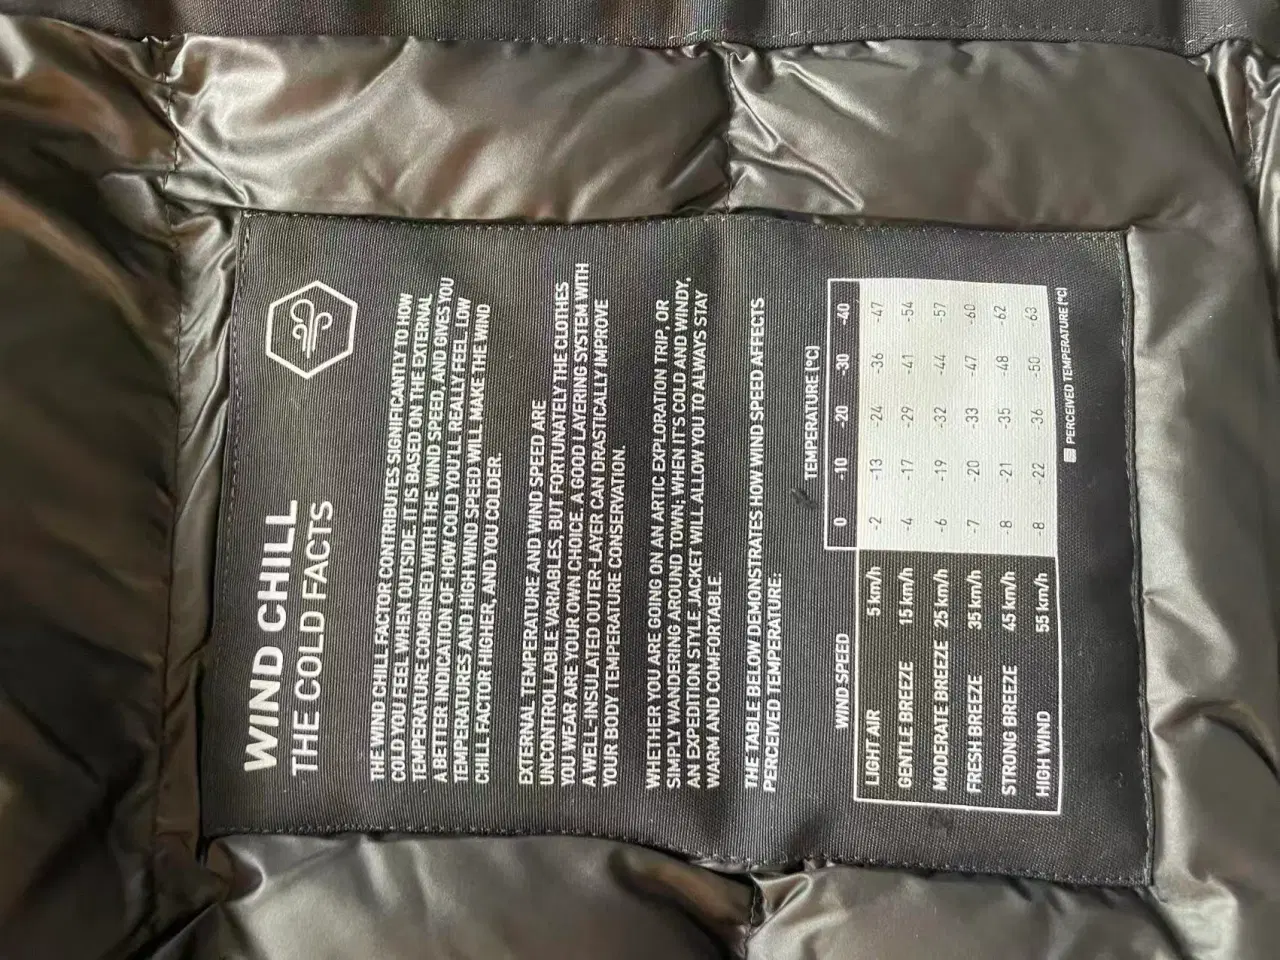 WIND CHILL
THE COLD FACTS
THE WIND CHILL FACTOR CONTRIBUTES SIGNIFICANTLY TO HOW
COLD YOU FEEL WHEN OUTSIDE. IT IS BASED ON THE EXTERNAL
TEMPERATURE COMBINED WITH THE WIND SPEED, AND GIVES YOU
A BETTER INDICATION OF HOW COLD YOU'LL REALLY FEEL. LOW
TEMPERATURES AND HIGH WIND SPEED WILL MAKE THE WIND
CHILL FACTOR HIGHER, AND YOU COLDER.
EXTERNAL TEMPERATURE AND WIND SPEED ARE
UNCONTROLLABLE VARIABLES, BUT FORTUNATELY THE CLOTHES
YOU WEAR ARE YOUR OWN CHOICE. A GOOD LAYERING SYSTEM WITH
A WELL-INSULATED OUTER-LAYER CAN DRASTICALLY IMPROVE
YOUR BODY TEMPERATURE CONSERVATION.
WHETHER YOU ARE GOING ON AN ARTIC EXPLORATION TRIP, OR
SIMPLY WANDERING AROUND TOWN; WHEN IT'S COLD AND WINDY,
AN EXPEDITION STYLE JACKET WILL ALLOW YOU TO ALWAYS STAY
WARM AND COMFORTABLE.
THE TABLE BELOW DEMONSTRATES HOW WIND SPEED AFFECTS
PERCEIVED TEMPERATURE:
TEMPERATURE (°C)
WIND SPEED 0 -10 -20 -30 -40
LIGHT AIR 5 km/h -2 -13 -24 -36 -47
GENTLE BREEZE 15 km/h -4 -17 -29 -41 -54
MODERATE BREEZE 25 km/h -6 -19 -32 -44 -57
FRESH BREEZE 35 km/h -7 -20 -33 -47 -60
STRONG BREEZE 45 km/h -8 -21 -35 -48 -62
HIGH WIND 55 km/h -8 -22 -36 -50 -63
PERCEIVED TEMPERATURE (°C)